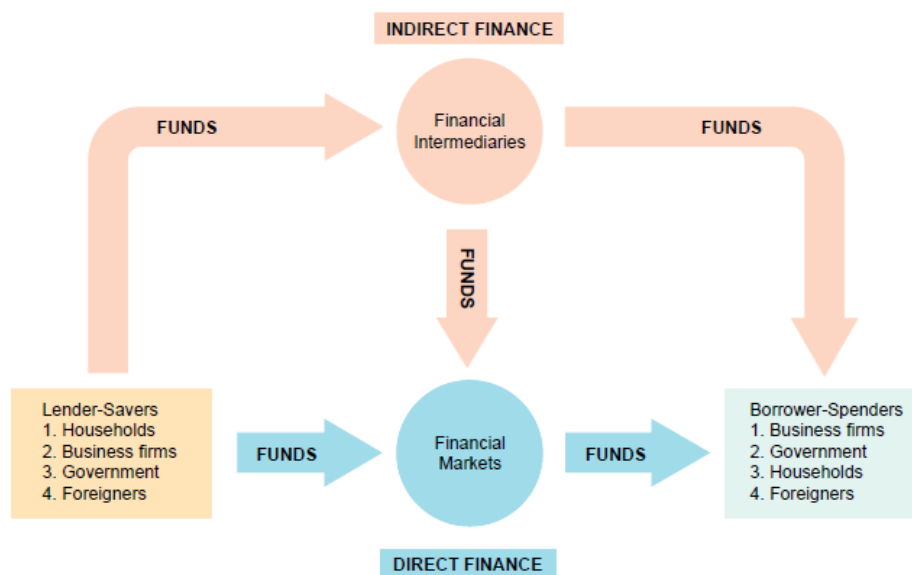 INDIRECT FINANCE
FUNDS
Financial
Intermediaries
FUNDS
FUNDS
Lender-Savers
1. Households
2. Business firms
3. Government
4. Foreigners
FUNDS
Financial
Markets
FUNDS
Borrower-Spenders
1. Business firms
2. Government
3. Households
4. Foreigners
DIRECT FINANCE